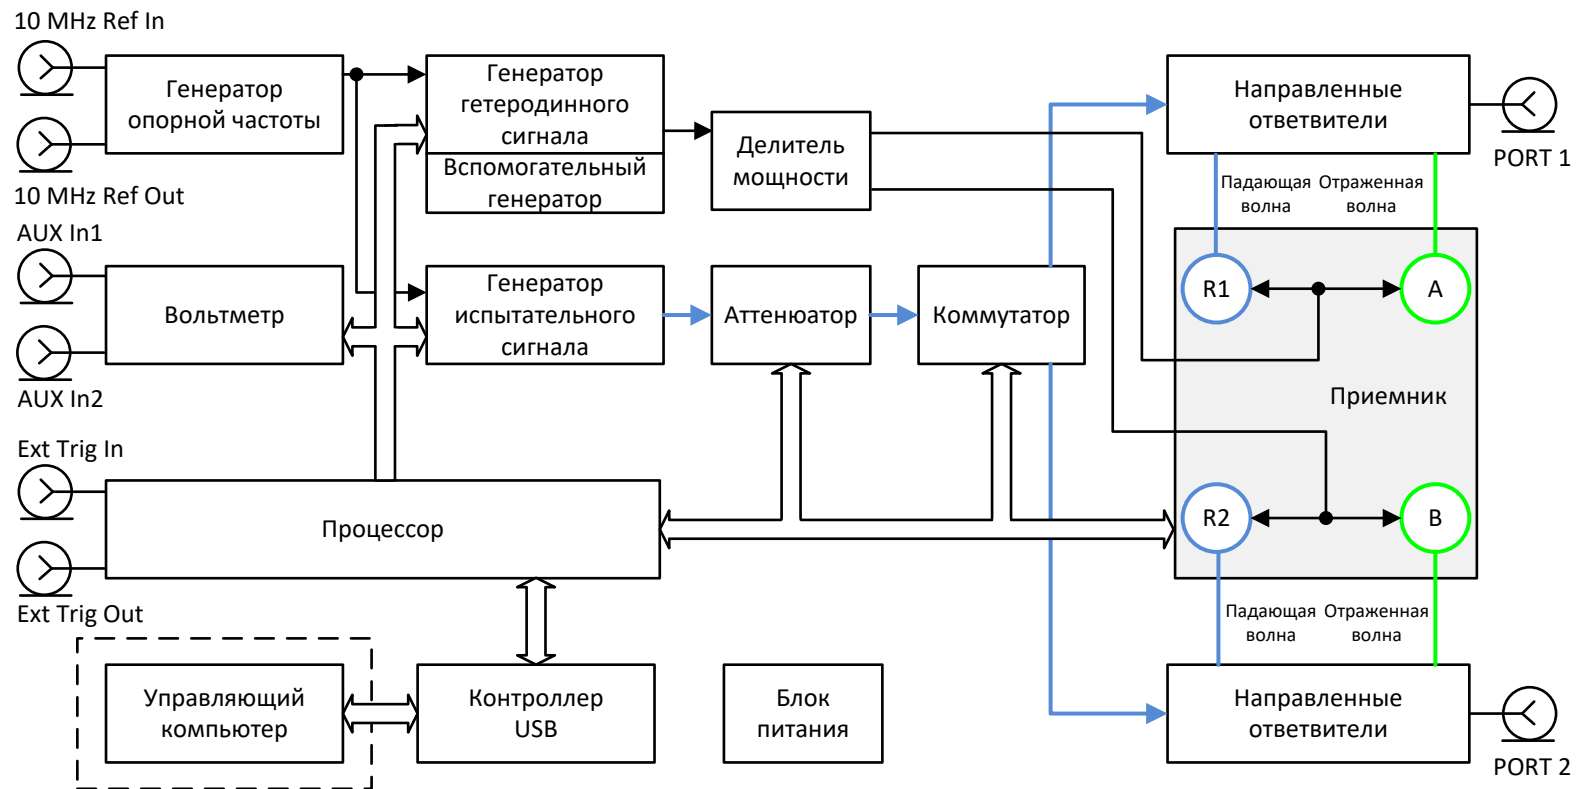 10 MHz Ref In
Генератор
опорной частоты
10 MHz Ref Out
Генератор
гетеродинного
сигнала
Вспомогательный
генератор
Делитель
мощности
Направленные
ответвители
PORT 1
Падающая
волна
Отраженная
волна
AUX In1
Вольтметр
AUX In2
Генератор
испытательного
сигнала
Аттенюатор
Коммутатор
R1
A
Приемник
Ext Trig In
Процессор
Ext Trig Out
R2
B
Падающая
волна
Отраженная
волна
Управляющий
компьютер
Контроллер
USB
Блок
питания
Направленные
ответвители
PORT 2